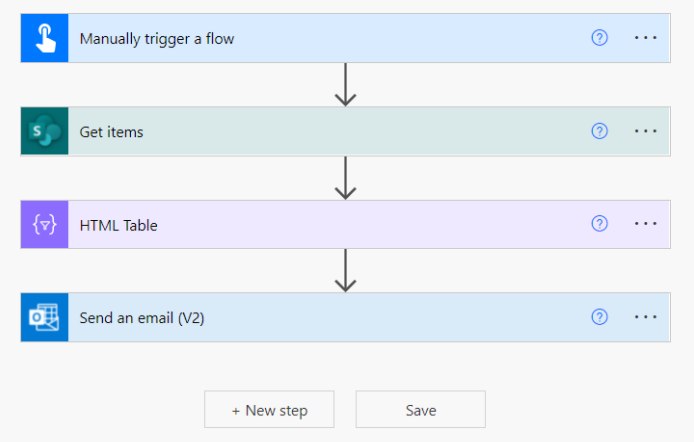 Manually trigger a flow
?
...
S
Get items
?
...
HTML Table
?
...
Send an email (V2)
?
...
+ New step
Save